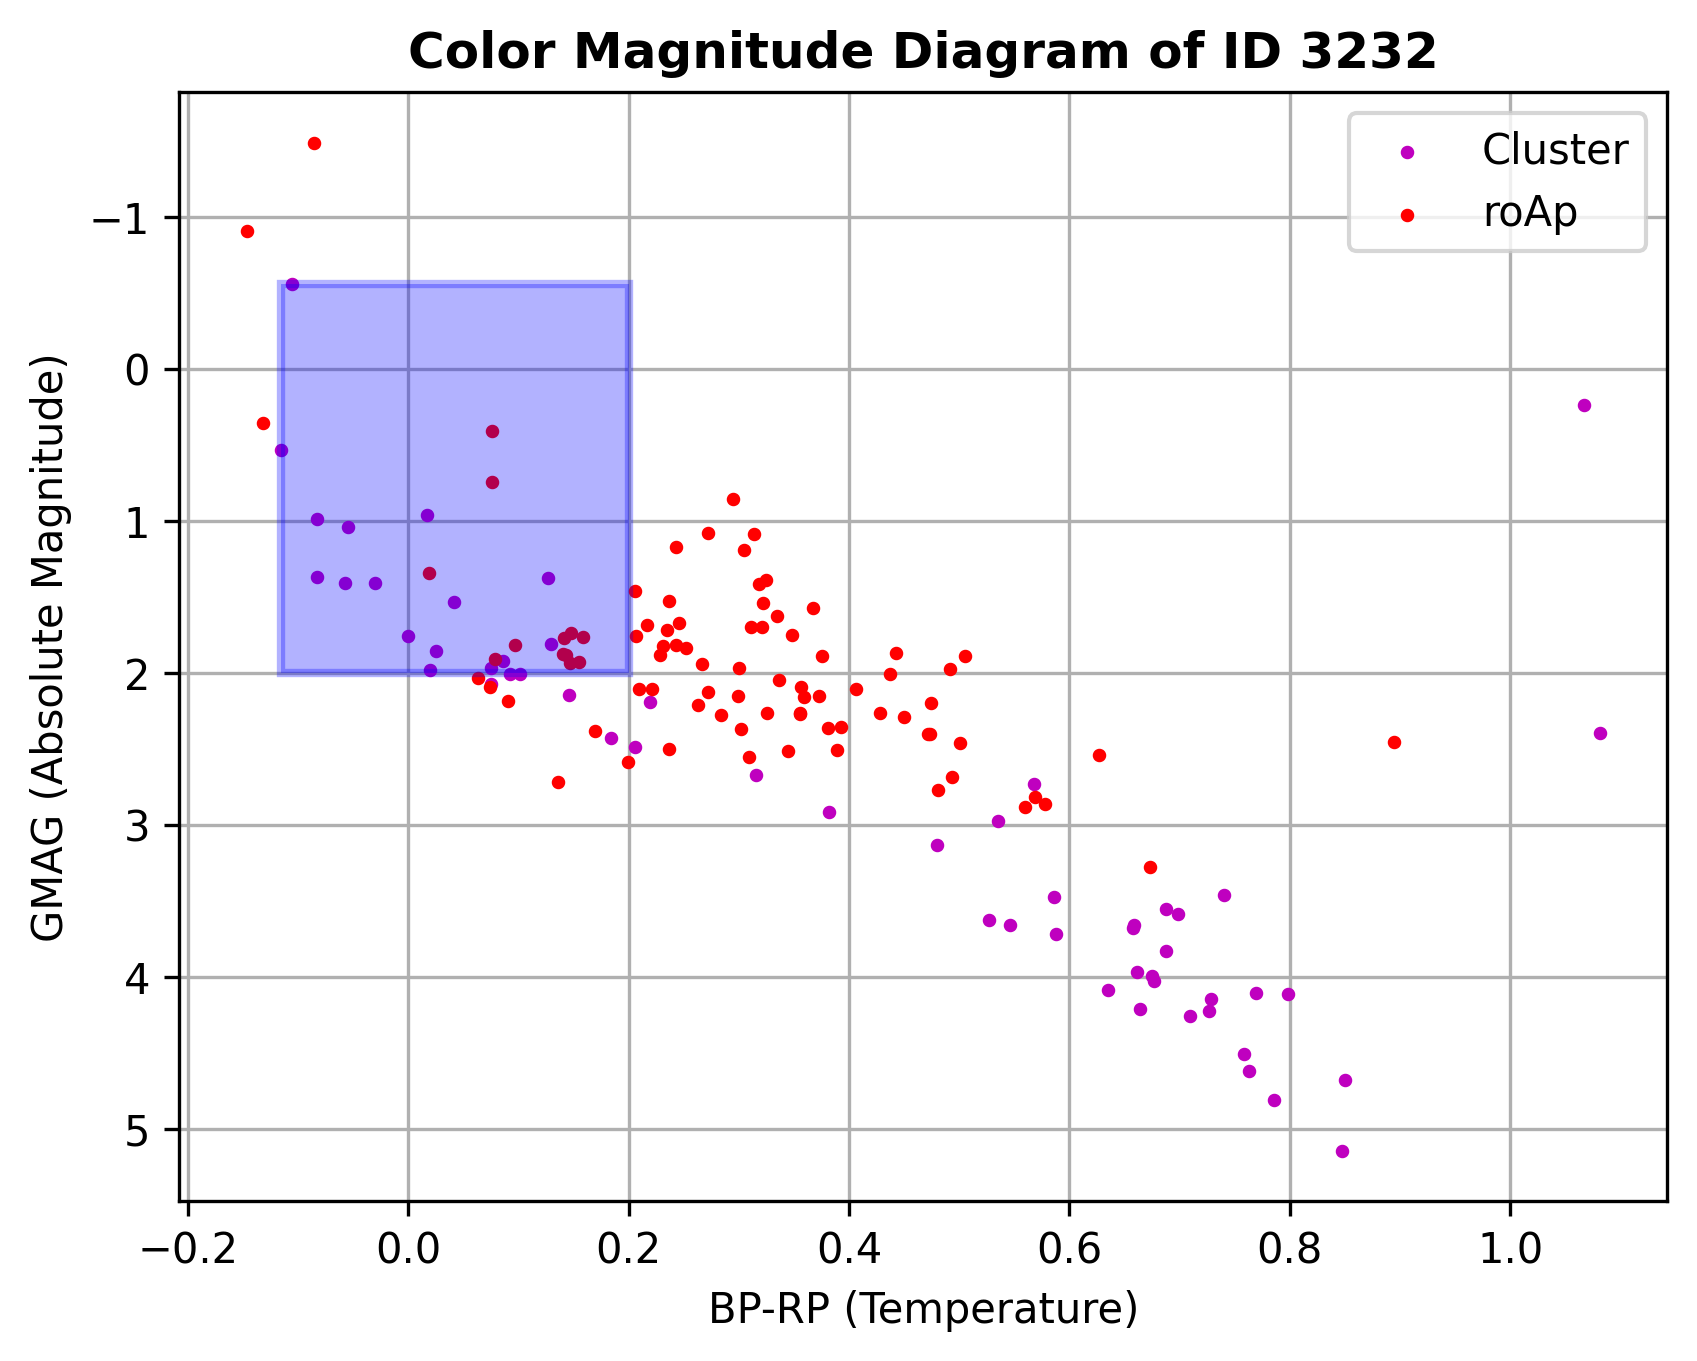 Color Magnitude Diagram of ID 3232
Cluster
roAp
GMAG (Absolute Magnitude)
−1
0
1
2
3
4
5
−0.2 0.0 0.2 0.4 0.6 0.8 1.0
BP-RP (Temperature)